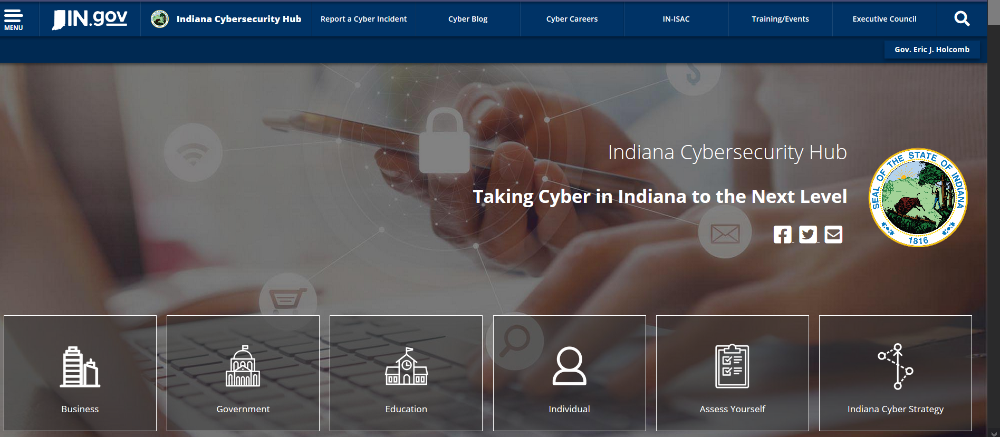 MENU
IN.gov
Indiana Cybersecurity Hub
Report a Cyber Incident
Cyber Blog
Cyber Careers
IN-ISAC
Training/Events
Executive Council
Gov. Eric J. Holcomb
Indiana Cybersecurity Hub
Taking Cyber in Indiana to the Next Level
SEAL OF THE STATE OF INDIANA
1816
Business
Government
Education
Individual
Assess Yourself
Indiana Cyber Strategy